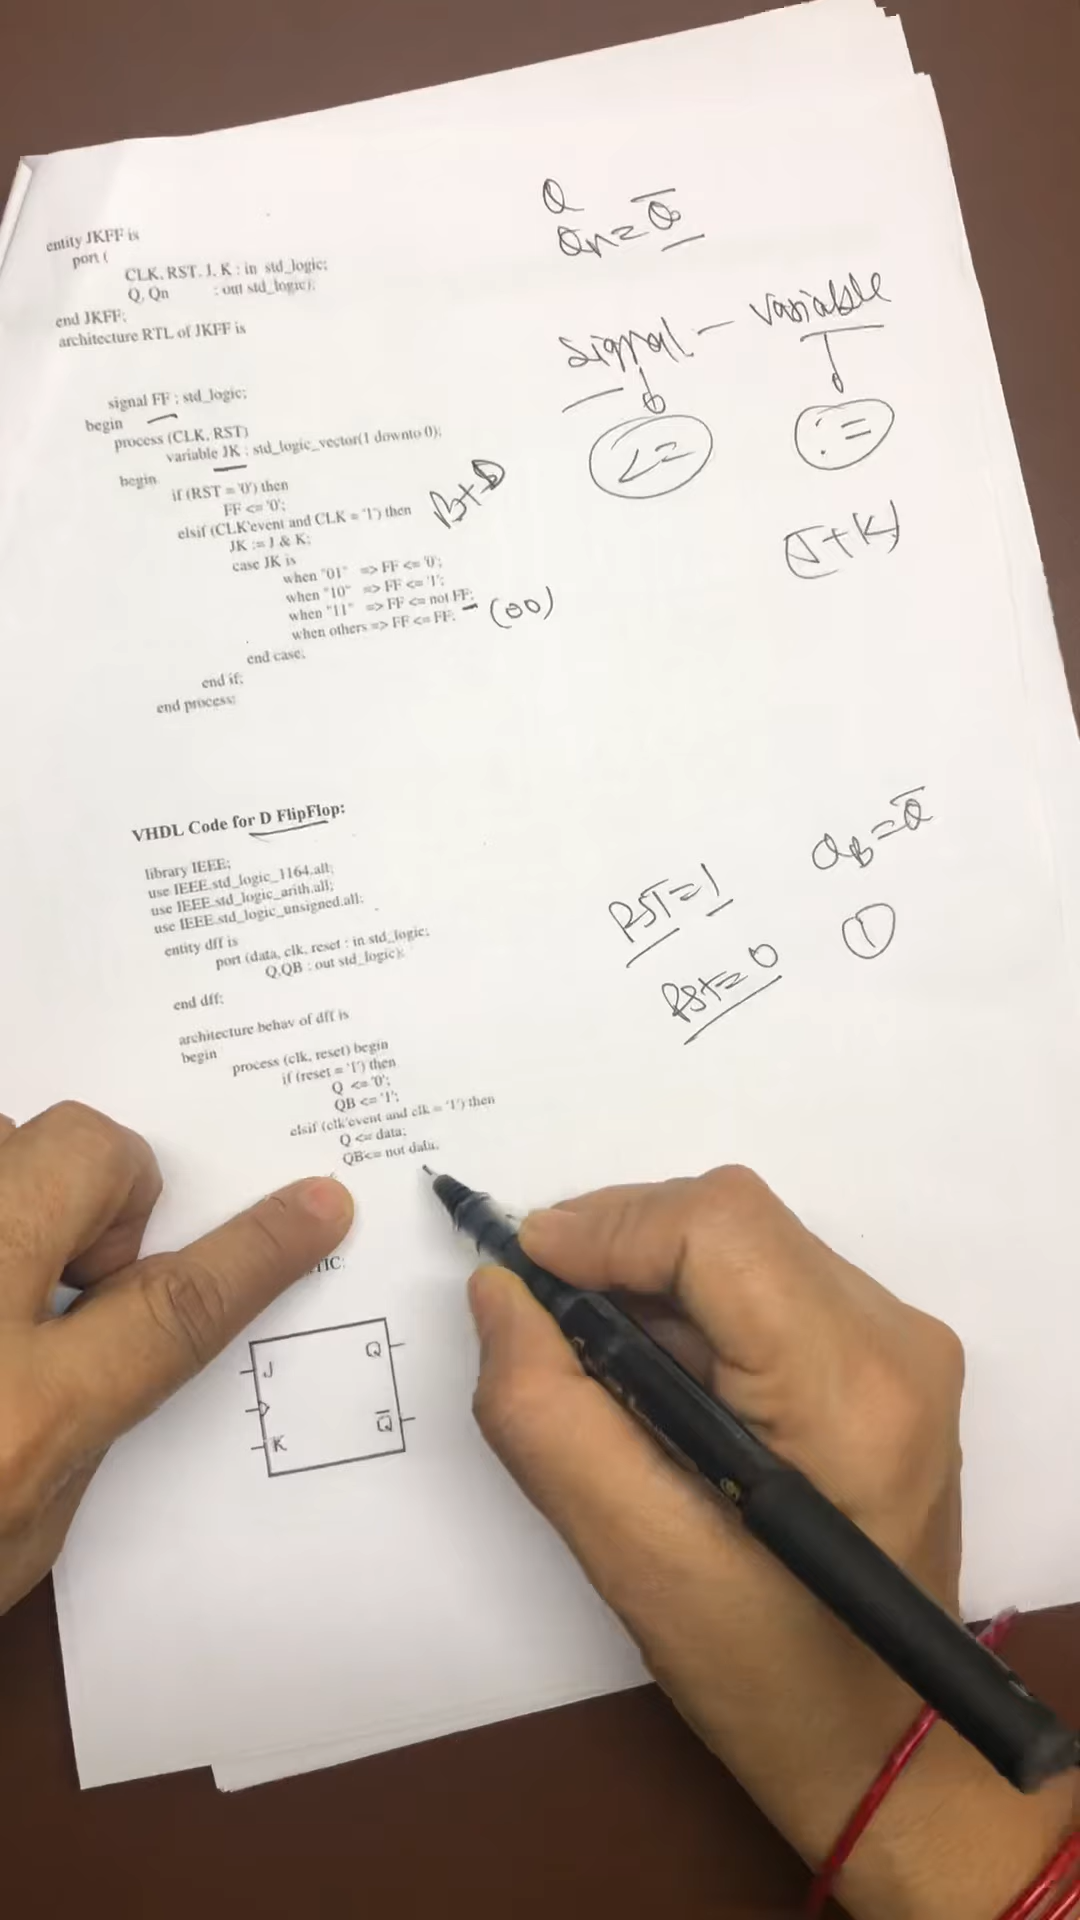 Q
Qn = Q̅
entity JKFF is
port (
CLK, RST, J, K : in std_logic;
Q, Qn : out std_logic);
end JKFF;
architecture RTL of JKFF is
signal - variable
<= :=
signal FF : std_logic;
begin
process (CLK, RST)
variable JK : std_logic_vector(1 downto 0);
begin
if (RST = '0') then
FF <= '0';
elsif (CLK'event and CLK = '1') then
JK := J & K;
(J+K)
case JK is
when "01" => FF <= '0';
when "10" => FF <= '1';
when "11" => FF <= not FF;
when others => FF <= FF; (00)
end case;
end if;
end process;
VHDL Code for D FlipFlop:
library IEEE;
use IEEE.std_logic_1164.all;
use IEEE.std_logic_arith.all;
use IEEE.std_logic_unsigned.all;
entity dff is
port (data, clk, reset : in std_logic;
Q,QB : out std_logic);
end dff;
QB = Q̅
RST=1
1
Rst=0
architecture behav of dff is
begin
process (clk, reset) begin
if (reset = '1') then
Q <= '0';
QB <= '1';
elsif (clk'event and clk = '1') then
Q <= data;
QB<= not data;
TIC:
J Q
K Q̅